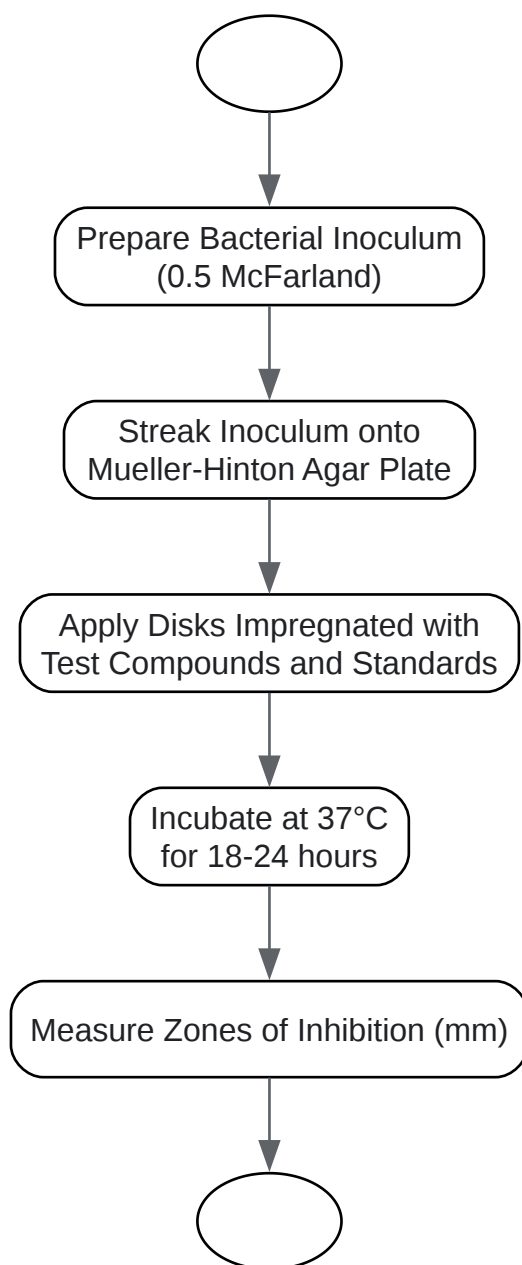 Prepare Bacterial Inoculum
(0.5 McFarland)
Streak Inoculum onto
Mueller-Hinton Agar Plate
Apply Disks Impregnated with
Test Compounds and Standards
Incubate at 37°C
for 18-24 hours
Measure Zones of Inhibition (mm)